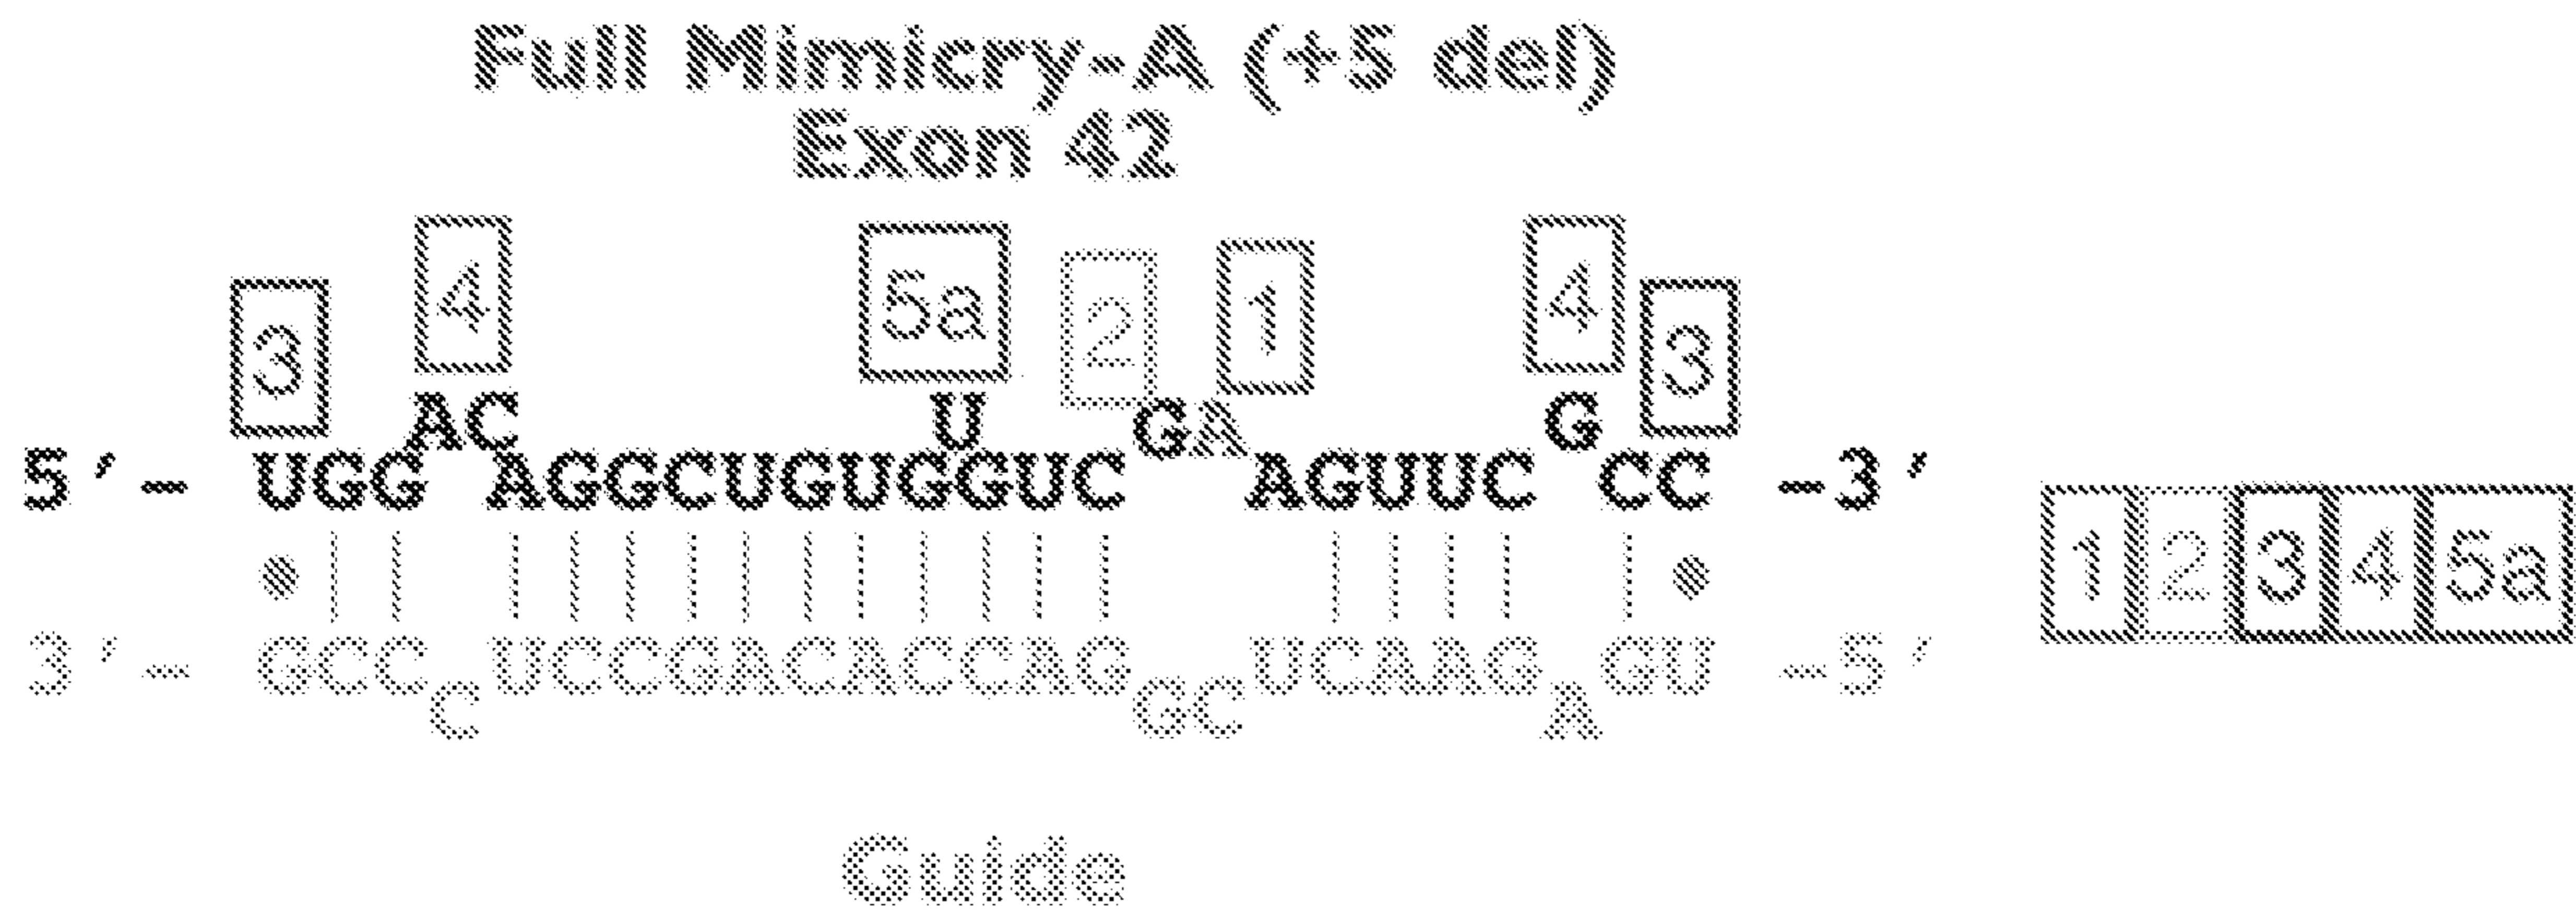 Full Mimicry-A (+5 del)
Exon 42
3 4 5a 2 1 4 3
AC U GA G
5'- UGG AGGCUGUGGUC AGUUC CC -3'
1 2 3 4 5a
3'- GCC UCCGACACCAG UCAAG GU -5'
C GC A
Guide